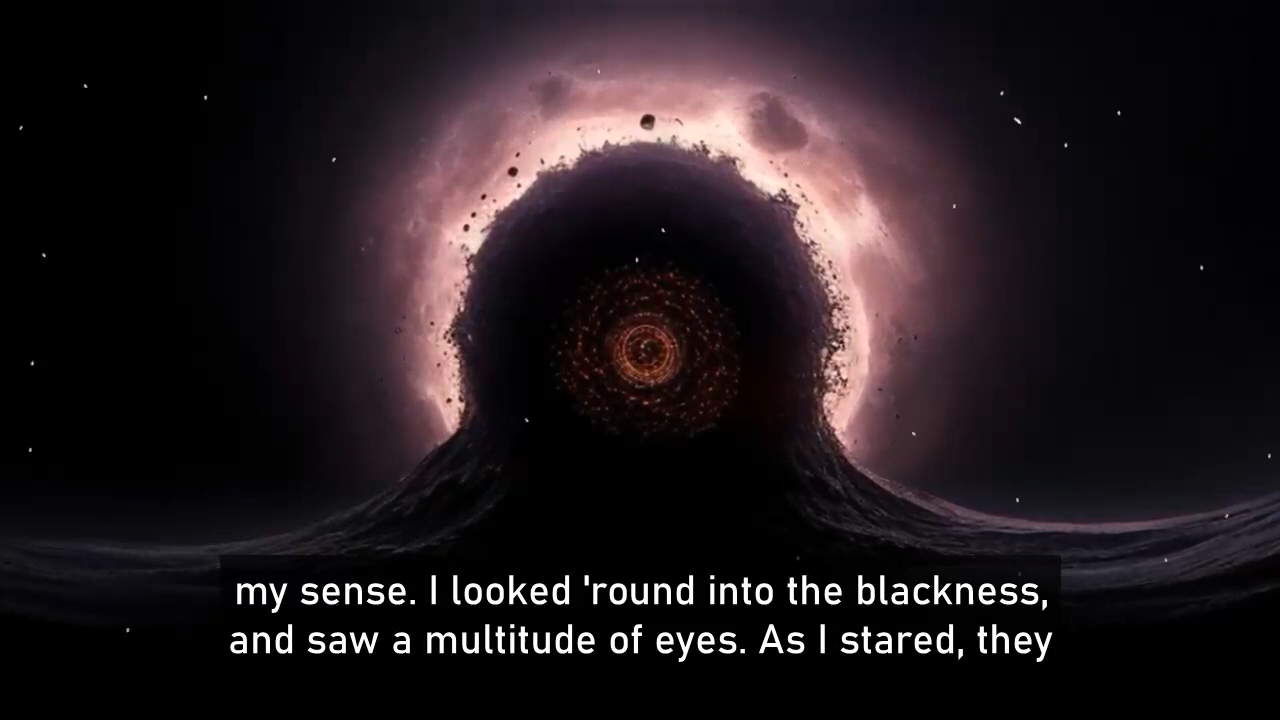 my sense. I looked 'round into the blackness,
and saw a multitude of eyes. As I stared, they